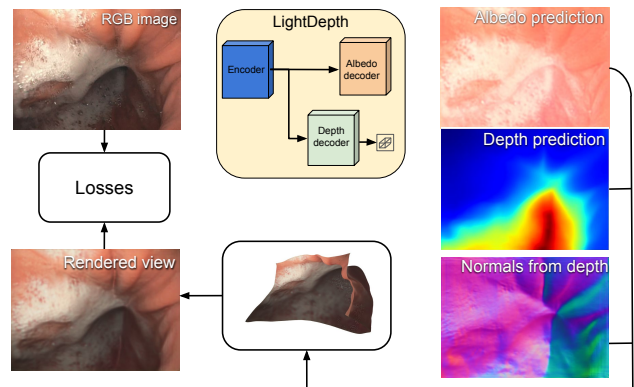 RGB image
LightDepth
Encoder
Albedo
decoder
Depth
decoder
Albedo prediction
Depth prediction
Losses
Rendered view
Normals from depth